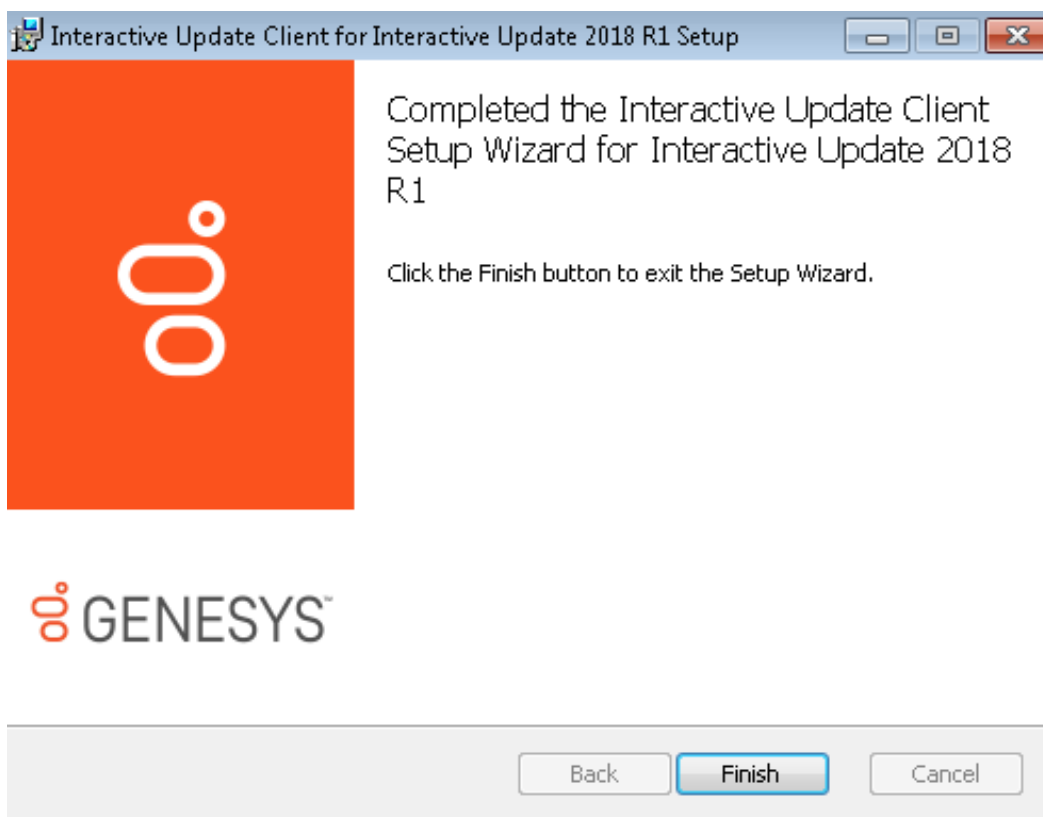 Interactive Update Client for Interactive Update 2018 R1 Setup
Completed the Interactive Update Client
Setup Wizard for Interactive Update 2018
R1
Click the Finish button to exit the Setup Wizard.
GENESYS™
Back Finish Cancel